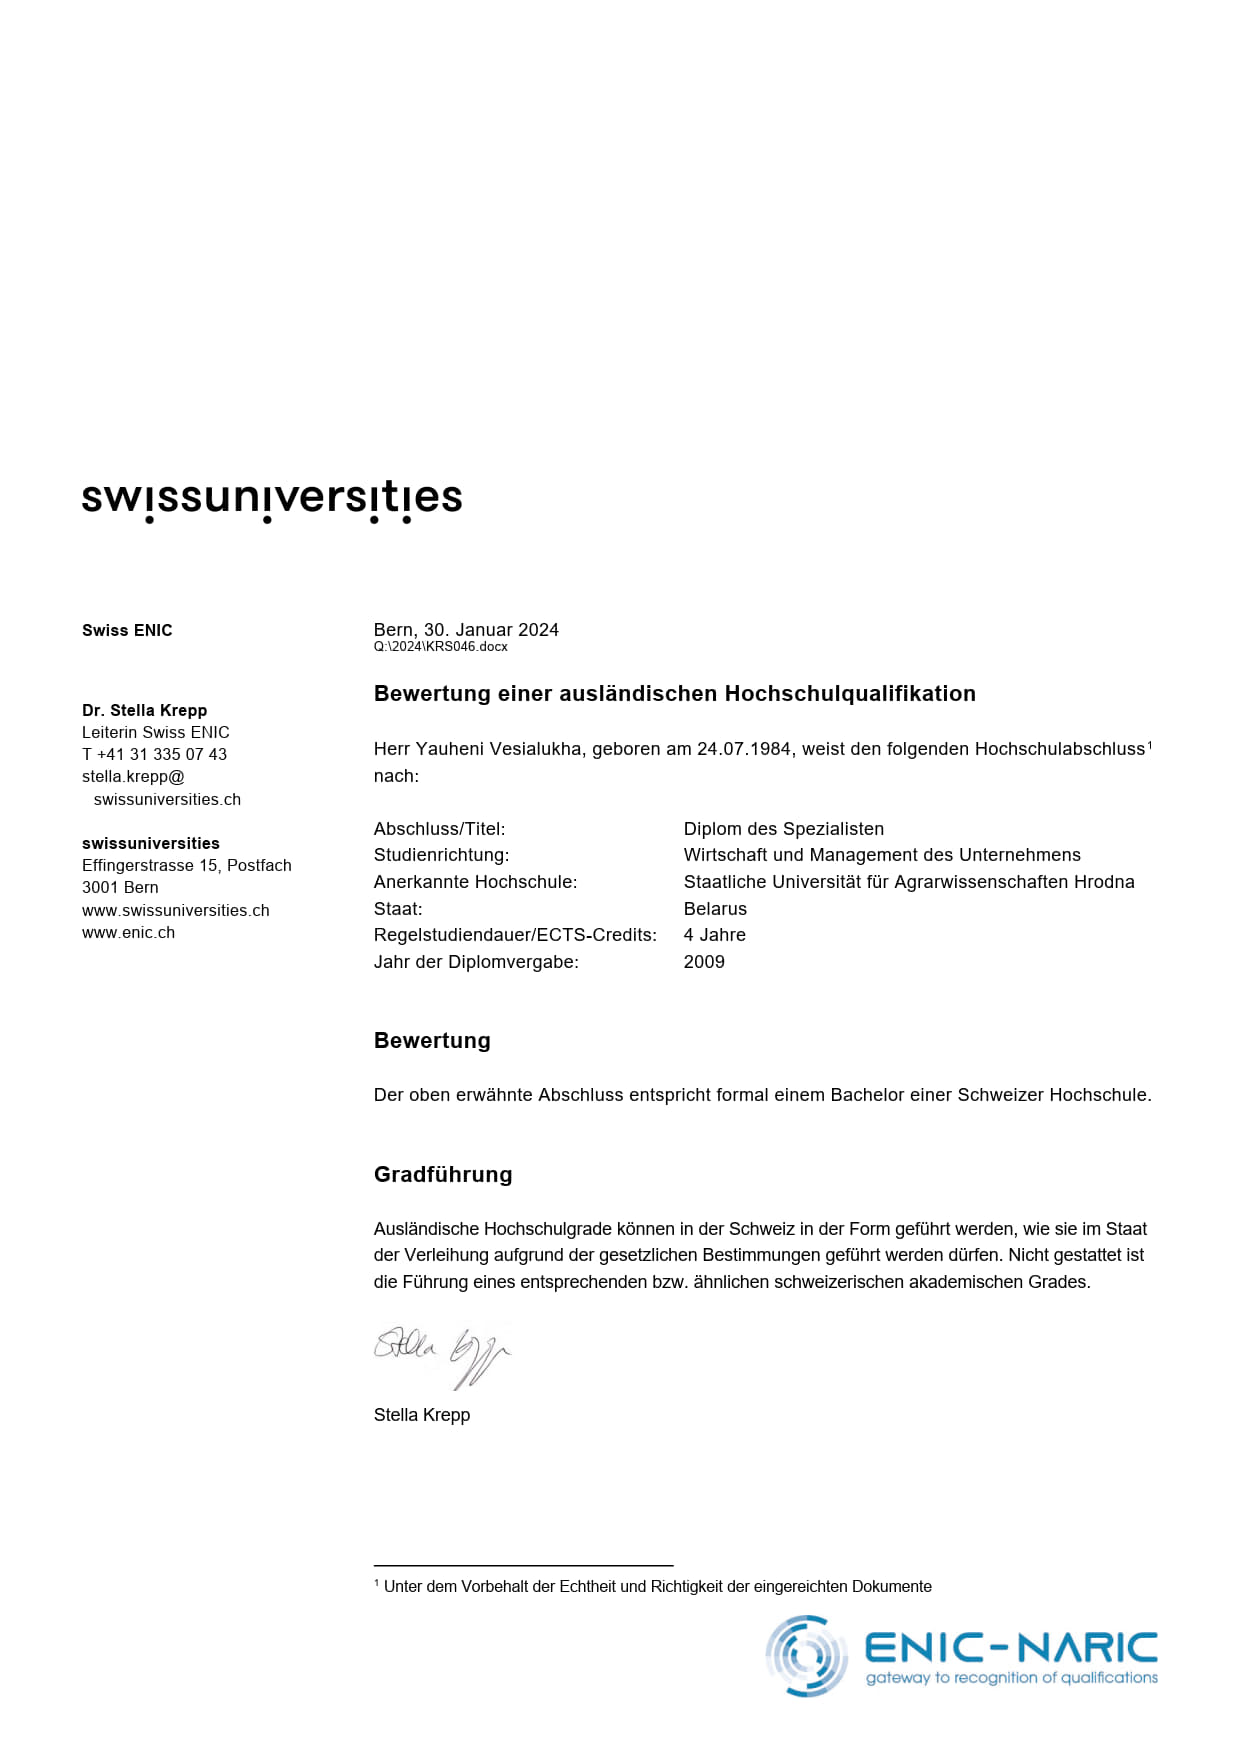 swissuniversities
Swiss ENIC
Dr. Stella Krepp
Leiterin Swiss ENIC
T +41 31 335 07 43
stella.krepp@
swissuniversities.ch
swissuniversities
Effingerstrasse 15, Postfach
3001 Bern
www.swissuniversities.ch
www.enic.ch
Bern, 30. Januar 2024
Q:\2024\KRS046.docx
Bewertung einer ausländischen Hochschulqualifikation
Herr Yauheni Vesialukha, geboren am 24.07.1984, weist den folgenden Hochschulabschluss¹
nach:
Abschluss/Titel: Diplom des Spezialisten
Studienrichtung: Wirtschaft und Management des Unternehmens
Anerkannte Hochschule: Staatliche Universität für Agrarwissenschaften Hrodna
Staat: Belarus
Regelstudiendauer/ECTS-Credits: 4 Jahre
Jahr der Diplomvergabe: 2009
Bewertung
Der oben erwähnte Abschluss entspricht formal einem Bachelor einer Schweizer Hochschule.
Gradführung
Ausländische Hochschulgrade können in der Schweiz in der Form geführt werden, wie sie im Staat
der Verleihung aufgrund der gesetzlichen Bestimmungen geführt werden dürfen. Nicht gestattet ist
die Führung eines entsprechenden bzw. ähnlichen schweizerischen akademischen Grades.
Stella Krepp
Stella Krepp
¹ Unter dem Vorbehalt der Echtheit und Richtigkeit der eingereichten Dokumente
ENIC-NARIC
gateway to recognition of qualifications